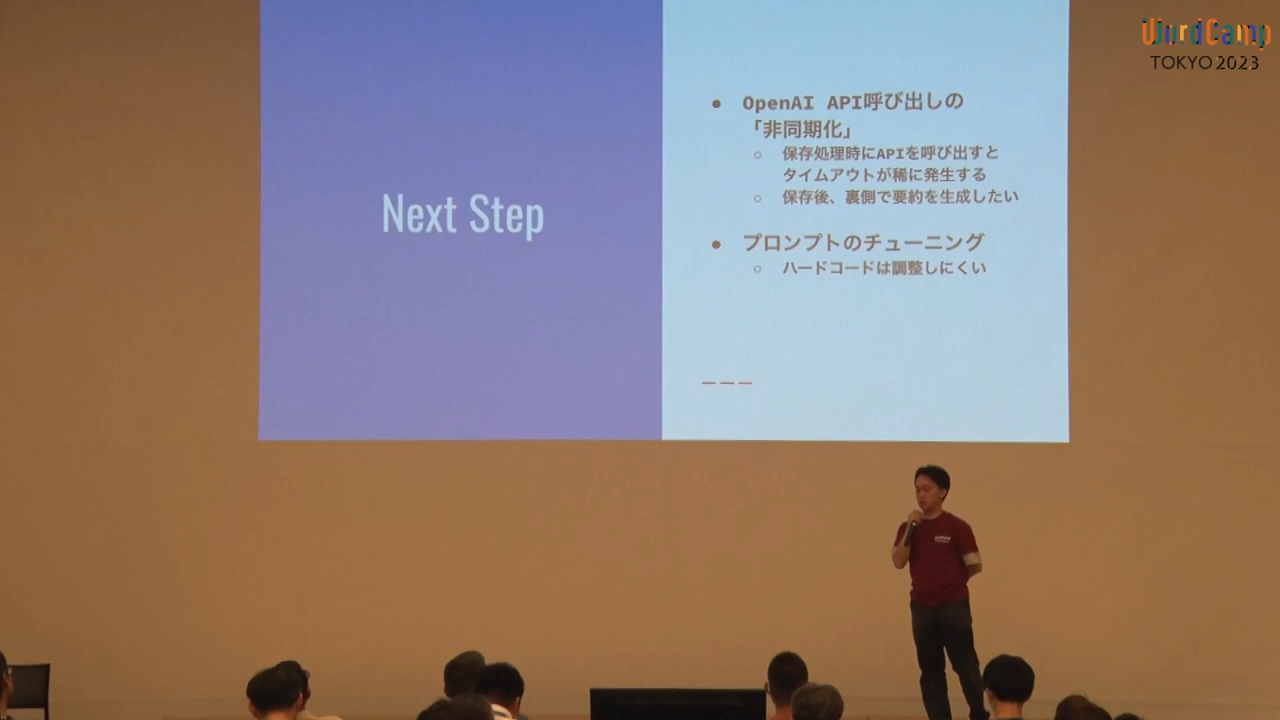 WordCamp
TOKYO 2023
Next Step
● OpenAI API呼び出しの
「非同期化」
○ 保存処理時にAPIを呼び出すと
タイムアウトが稀に発生する
○ 保存後、裏側で要約を生成したい
● プロンプトのチューニング
○ ハードコードは調整しにくい